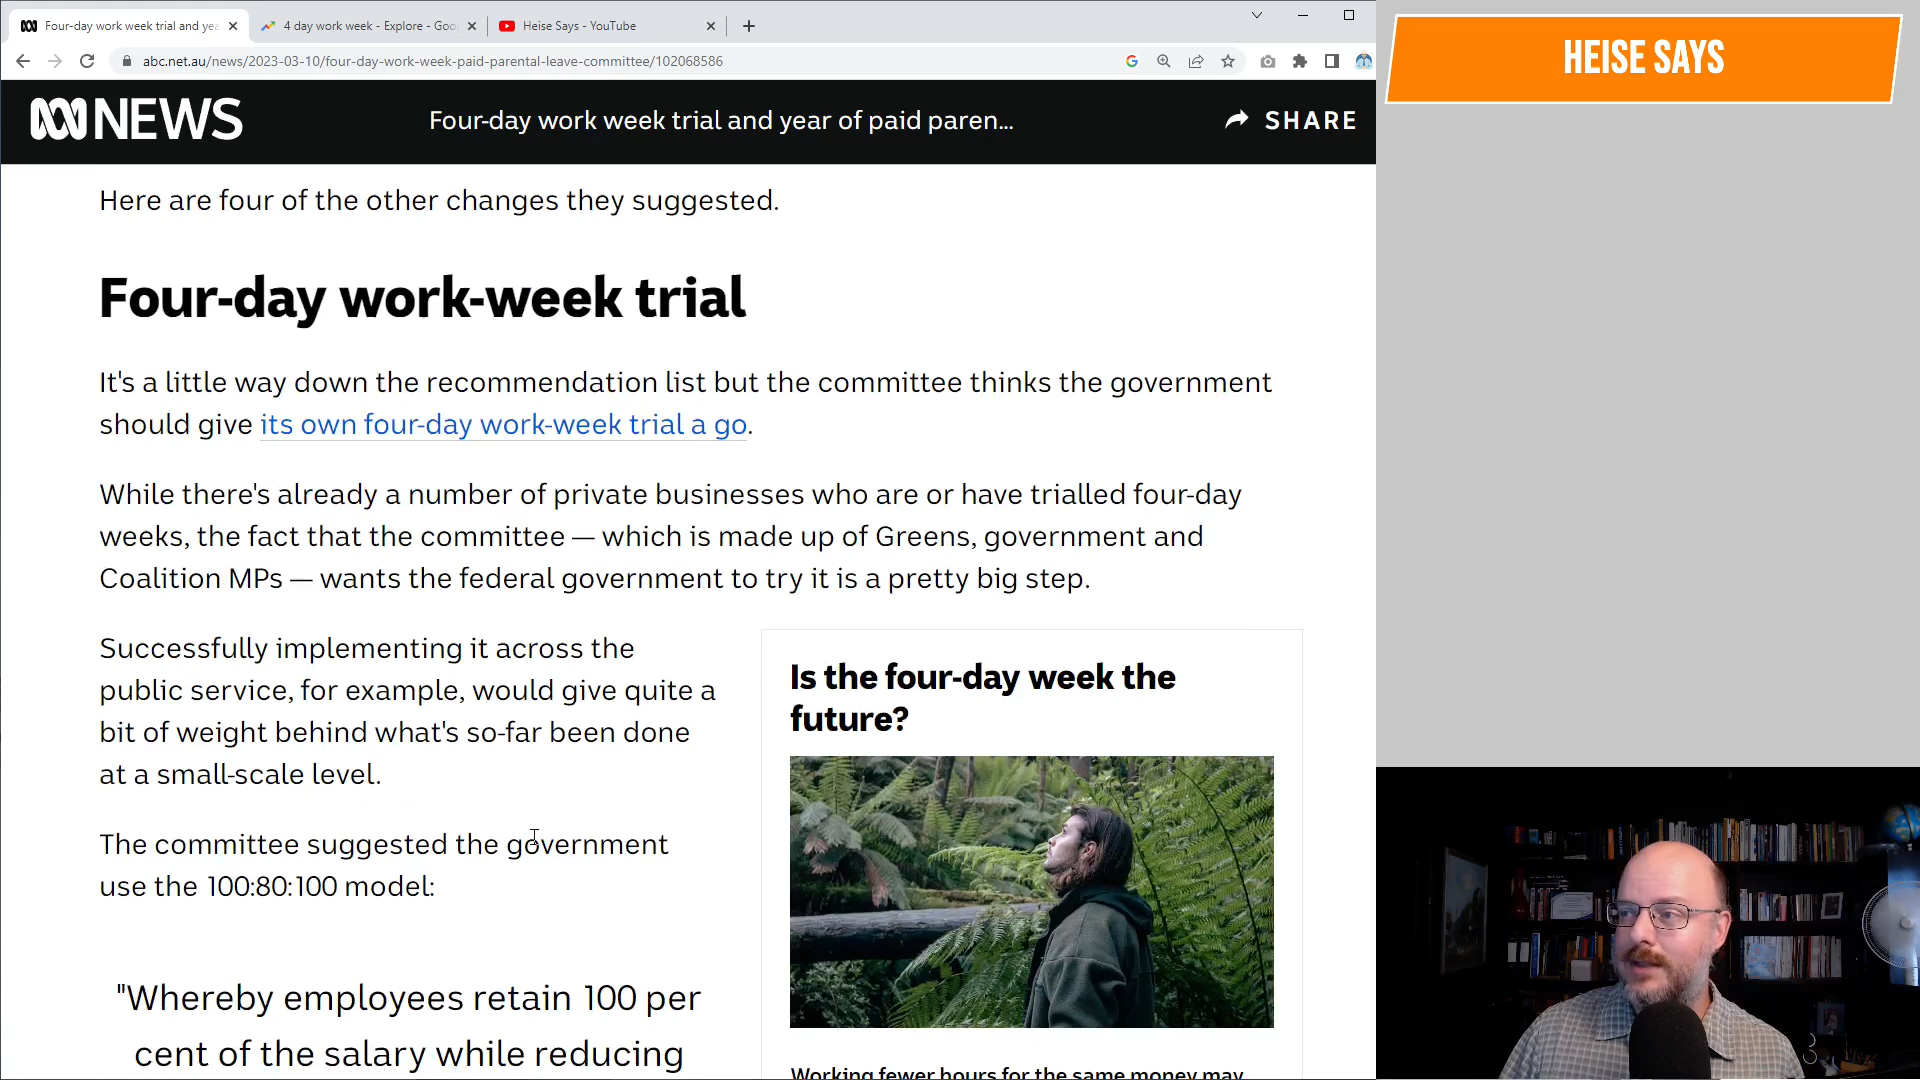 Four-day work week trial and yea
4 day work week - Explore - Goo
Heise Says - YouTube
abc.net.au/news/2023-03-10/four-day-work-week-paid-parental-leave-committee/102068586
HEISE SAYS
NEWS
Four-day work week trial and year of paid paren...
SHARE
Here are four of the other changes they suggested.
Four-day work-week trial
It's a little way down the recommendation list but the committee thinks the government
should give its own four-day work-week trial a go.
While there's already a number of private businesses who are or have trialled four-day
weeks, the fact that the committee — which is made up of Greens, government and
Coalition MPs — wants the federal government to try it is a pretty big step.
Successfully implementing it across the
public service, for example, would give quite a
bit of weight behind what's so-far been done
at a small-scale level.
The committee suggested the government
use the 100:80:100 model:
"Whereby employees retain 100 per
cent of the salary while reducing
Is the four-day week the
future?
Working fewer hours for the same money may